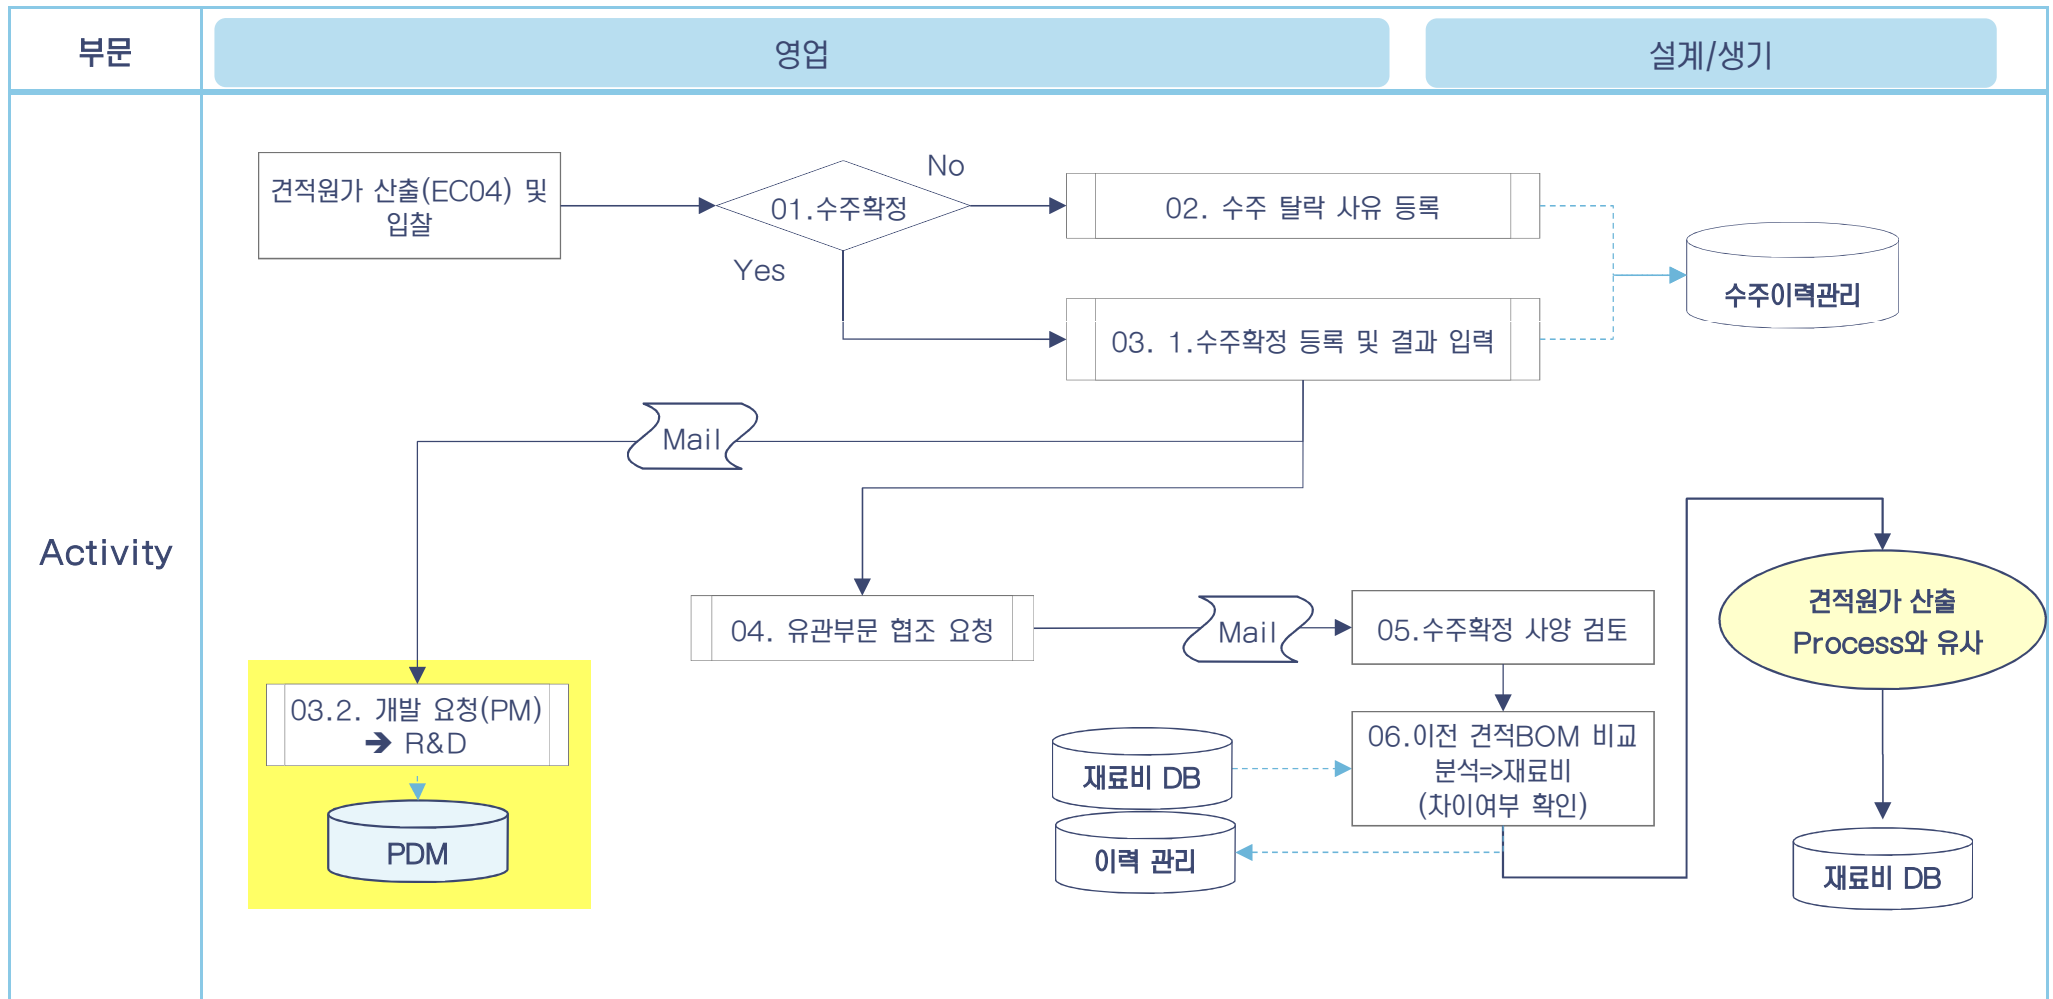 부문
영업
설계/생기
Activity
견적원가 산출(EC04) 및
입찰
01.수주확정
No
Yes
02. 수주 탈락 사유 등록
03. 1.수주확정 등록 및 결과 입력
수주이력관리
Mail
04. 유관부문 협조 요청
Mail
05.수주확정 사양 검토
견적원가 산출
Process와 유사
03.2. 개발 요청(PM)
➔ R&D
PDM
06.이전 견적BOM 비교
분석=>재료비
(차이여부 확인)
재료비 DB
이력 관리
재료비 DB